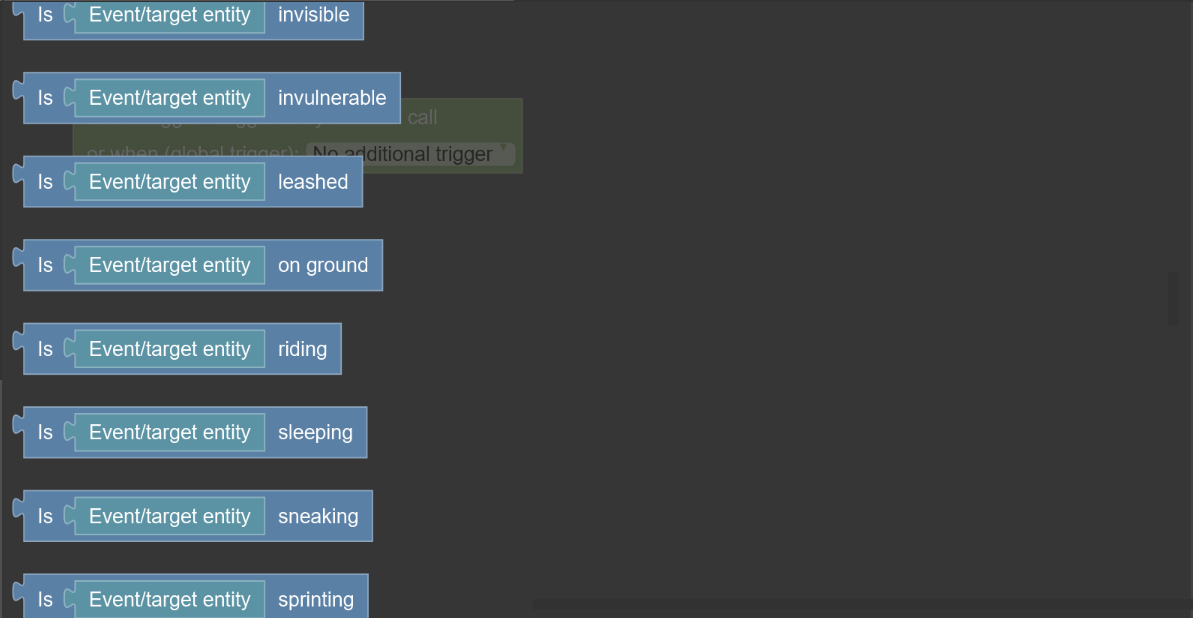 Is Event/target entity invisible
Is Event/target entity invulnerable
call
or when (global trigger): No additional trigger
Is Event/target entity leashed
Is Event/target entity on ground
Is Event/target entity riding
Is Event/target entity sleeping
Is Event/target entity sneaking
Is Event/target entity sprinting